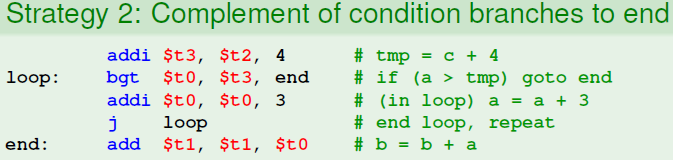 Strategy 2: Complement of condition branches to end
addi $t3, $t2, 4 # tmp = c + 4
loop: bgt $t0, $t3, end # if (a > tmp) goto end
addi $t0, $t0, 3 # (in loop) a = a + 3
j loop # end loop, repeat
end: add $t1, $t1, $t0 # b = b + a